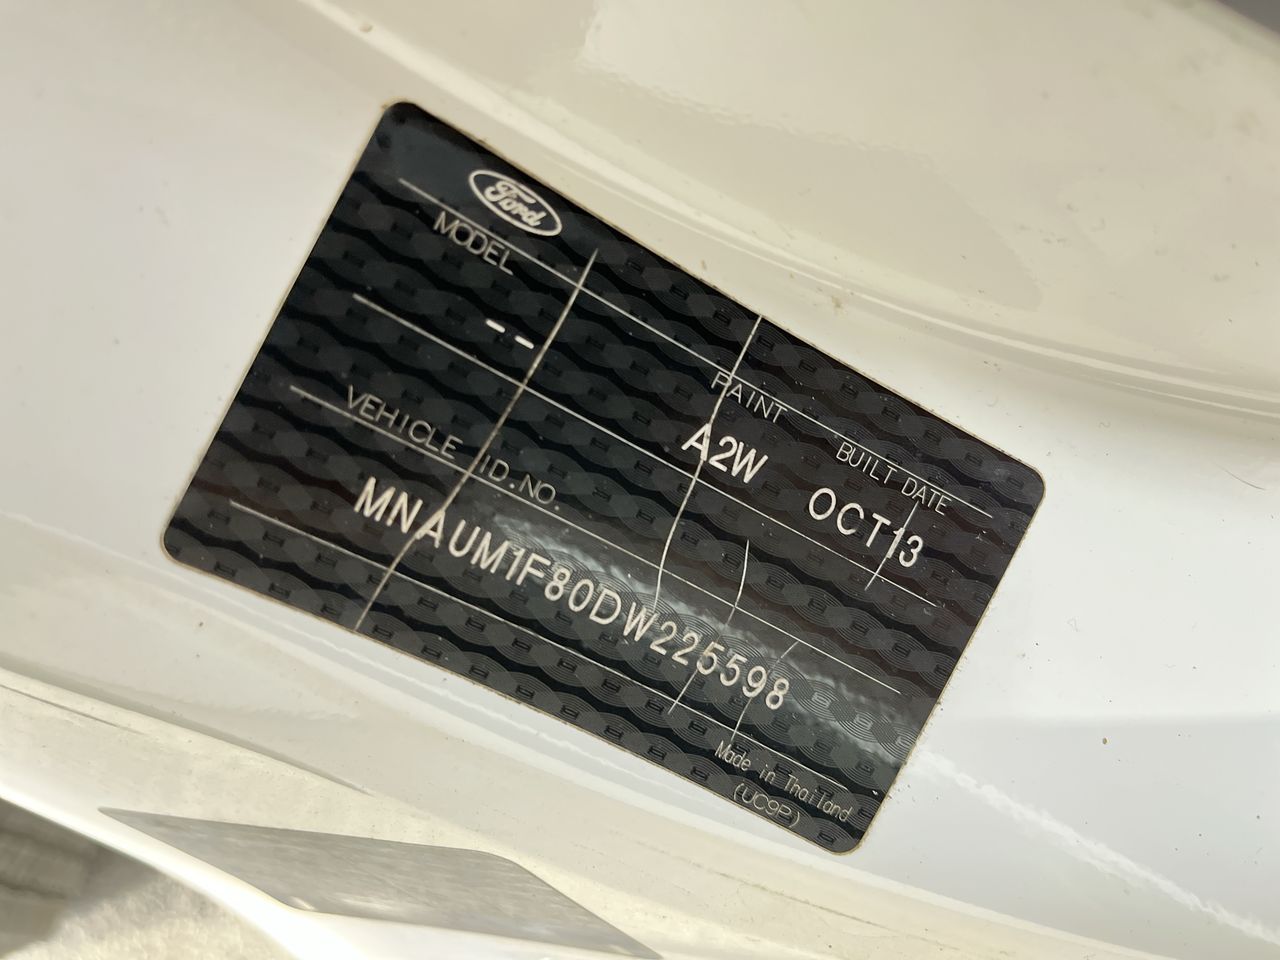 Ford
MODEL PAINT BUILT DATE
-- A2W OCT13
VEHICLE ID.NO.
MNAUM1F80DW225598
Made in Thailand
(UC9P)